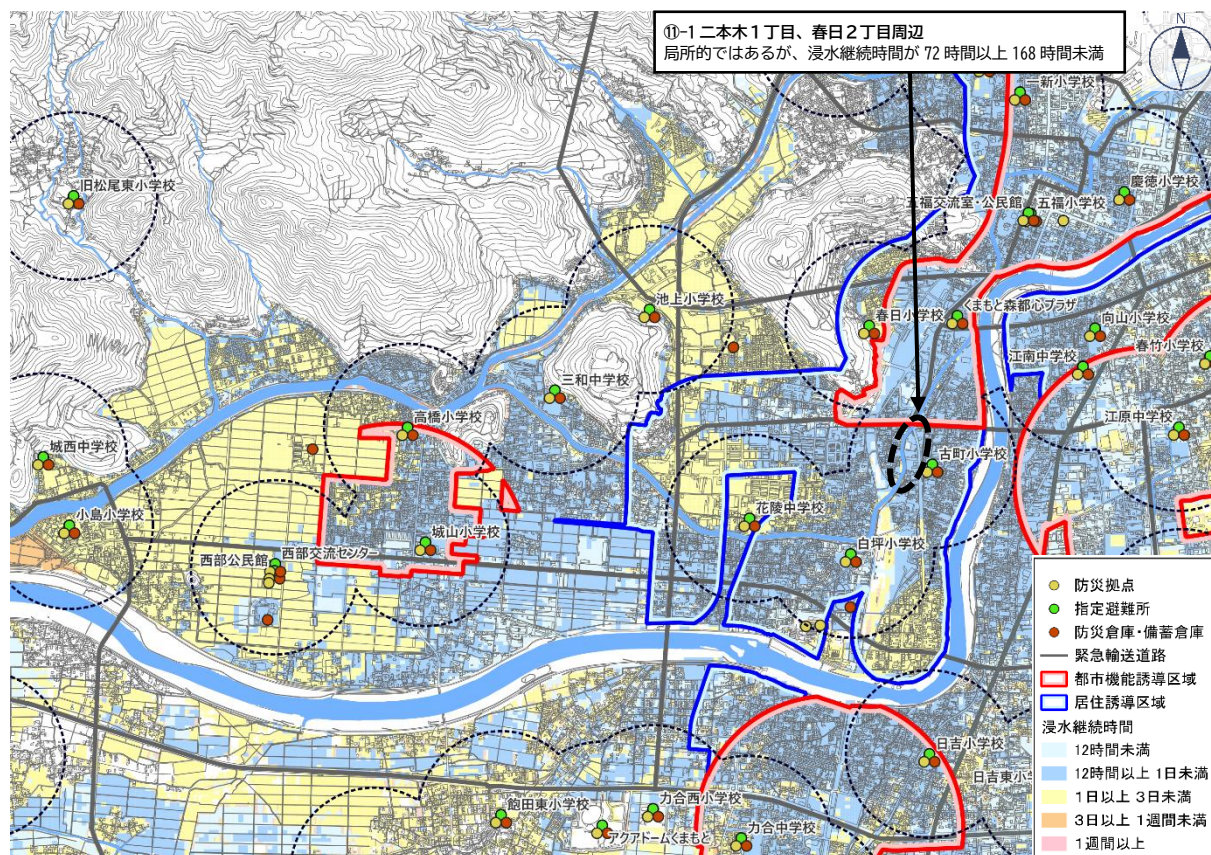 ⑪-1 二本木１丁目、春日２丁目周辺
局所的ではあるが、浸水継続時間が 72 時間以上 168 時間未満
N
一新小学校
旧松尾東小学校
慶徳小学校
五福交流室・公民館
五福小学校
池上小学校
春日小学校
くまもと森都心プラザ
向山小学校
春竹小学校
江南中学校
三和中学校
高橋小学校
江原中学校
城西中学校
古町小学校
小島小学校
花陵中学校
城山小学校
西部公民館
西部交流センター
白坪小学校
日吉小学校
日吉東小
飽田東小学校
力合西小学校
アクアドームくまもと
力合中学校
防災拠点
指定避難所
防災倉庫・備蓄倉庫
緊急輸送道路
都市機能誘導区域
居住誘導区域
浸水継続時間
12時間未満
12時間以上 1日未満
1日以上 3日未満
3日以上 1週間未満
1週間以上